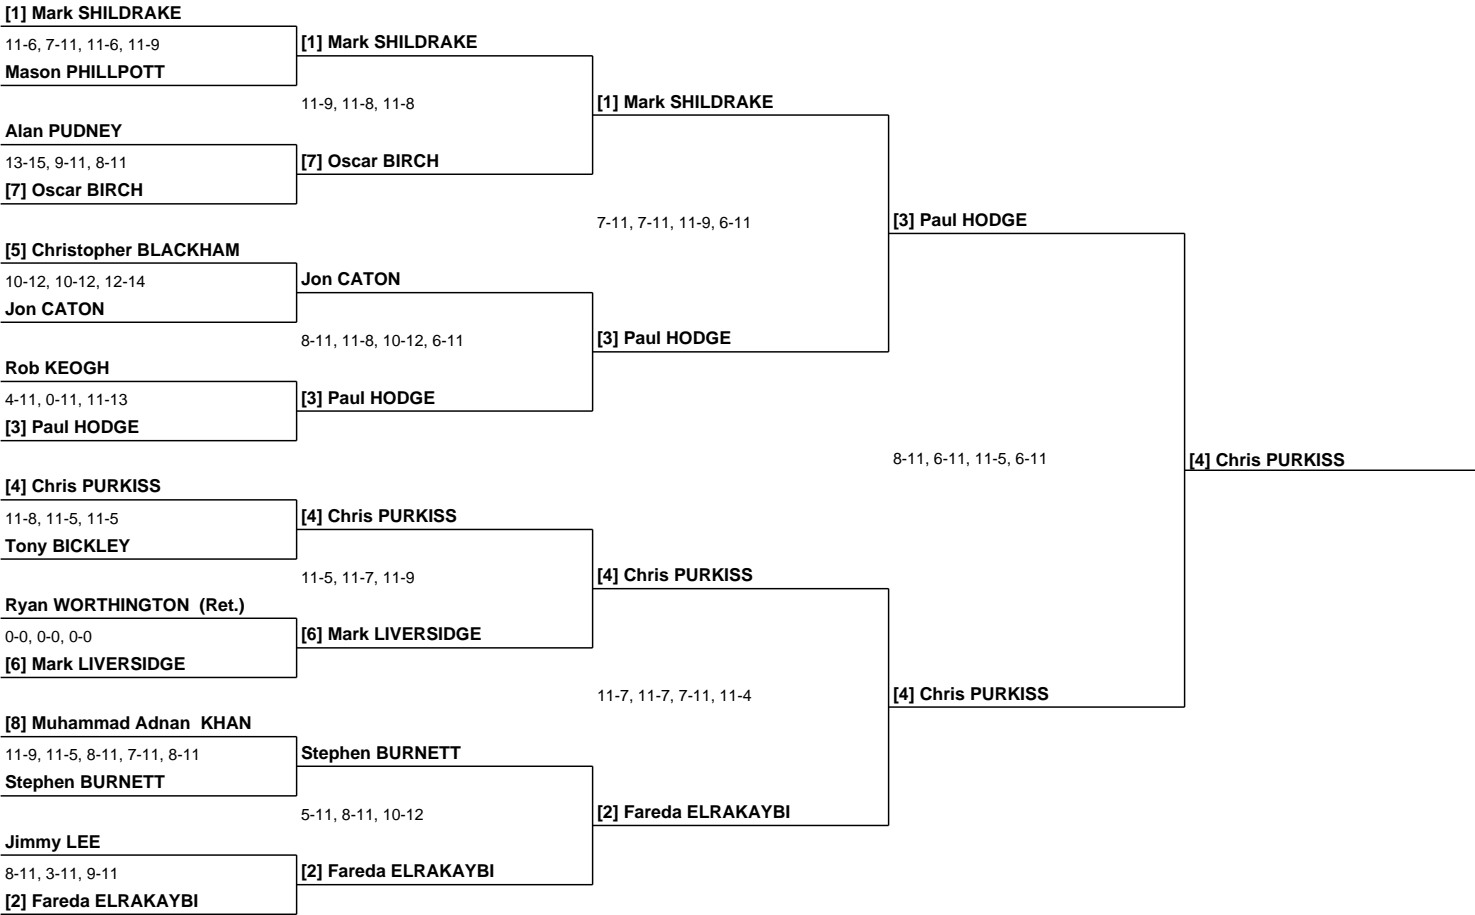 [1] Mark SHILDRAKE
11-6, 7-11, 11-6, 11-9
Mason PHILLPOTT
Alan PUDNEY
13-15, 9-11, 8-11
[7] Oscar BIRCH
[5] Christopher BLACKHAM
10-12, 10-12, 12-14
Jon CATON
Rob KEOGH
4-11, 0-11, 11-13
[3] Paul HODGE
[4] Chris PURKISS
11-8, 11-5, 11-5
Tony BICKLEY
Ryan WORTHINGTON (Ret.)
0-0, 0-0, 0-0
[6] Mark LIVERSIDGE
[8] Muhammad Adnan KHAN
11-9, 11-5, 8-11, 7-11, 8-11
Stephen BURNETT
Jimmy LEE
8-11, 3-11, 9-11
[2] Fareda ELRAKAYBI
[1] Mark SHILDRAKE
11-9, 11-8, 11-8
[7] Oscar BIRCH
Jon CATON
8-11, 11-8, 10-12, 6-11
[3] Paul HODGE
[4] Chris PURKISS
11-5, 11-7, 11-9
[6] Mark LIVERSIDGE
Stephen BURNETT
5-11, 8-11, 10-12
[2] Fareda ELRAKAYBI
[1] Mark SHILDRAKE
7-11, 7-11, 11-9, 6-11
[3] Paul HODGE
[4] Chris PURKISS
11-7, 11-7, 7-11, 11-4
[2] Fareda ELRAKAYBI
[3] Paul HODGE
8-11, 6-11, 11-5, 6-11
[4] Chris PURKISS
[4] Chris PURKISS